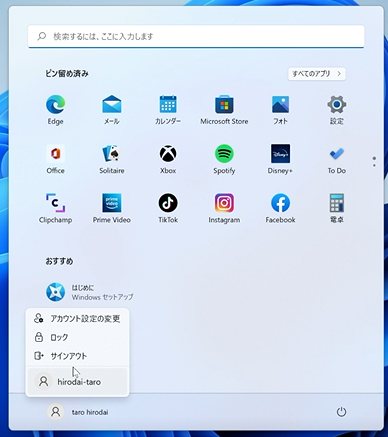 検索するには、ここに入力します
ピン留め済み
すべてのアプリ
Edge
メール
カレンダー
Microsoft Store
フォト
設定
Office
Solitaire
Xbox
Spotify
Disney+
To Do
Clipchamp
Prime Video
TikTok
Instagram
Facebook
電卓
おすすめ
はじめに
Windows セットアップ
アカウント設定の変更
ロック
サインアウト
hirodai-taro
taro hirodai